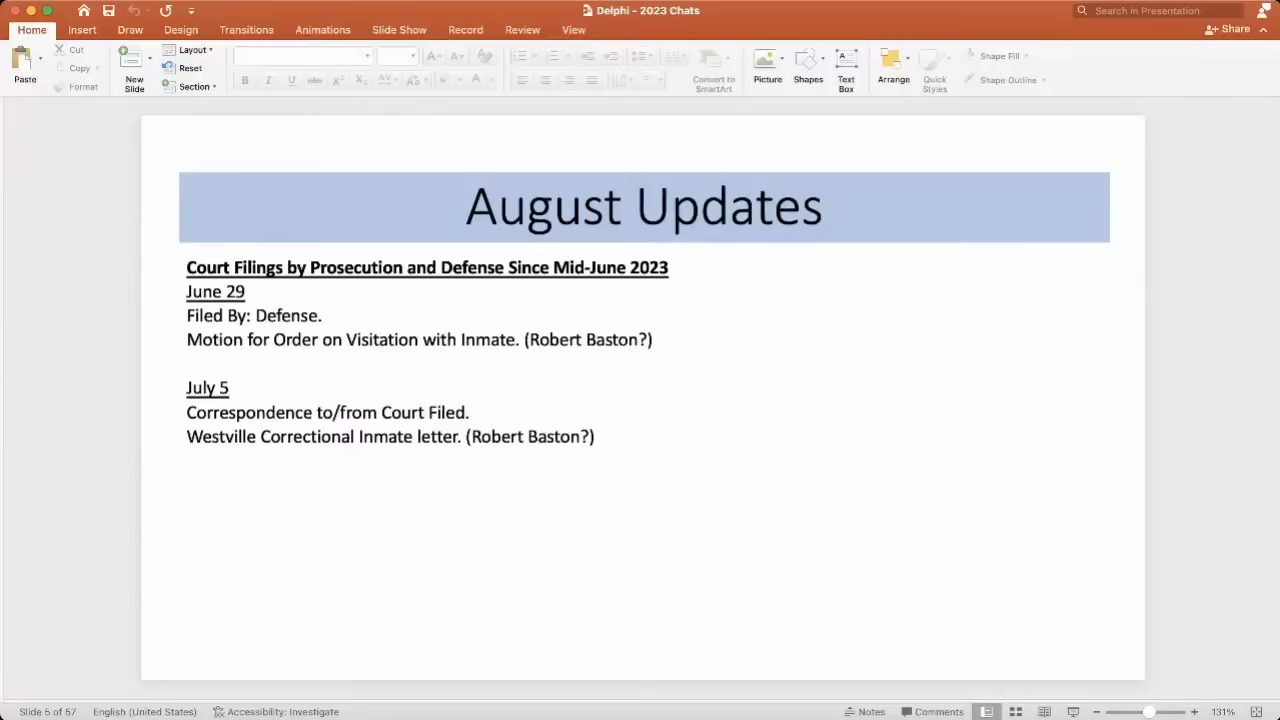 Delphi - 2023 Chats
Search in Presentation
Home Insert Draw Design Transitions Animations Slide Show Record Review View
Share
Paste
Cut
Copy
Format
New Slide
Layout
Reset
Section
Convert to SmartArt
Picture
Shapes
Text Box
Arrange
Quick Styles
Shape Fill
Shape Outline
August Updates
Court Filings by Prosecution and Defense Since Mid-June 2023
June 29
Filed By: Defense.
Motion for Order on Visitation with Inmate. (Robert Baston?)
July 5
Correspondence to/from Court Filed.
Westville Correctional Inmate letter. (Robert Baston?)
Slide 5 of 57 English (United States) Accessibility: Investigate
Notes Comments 131%